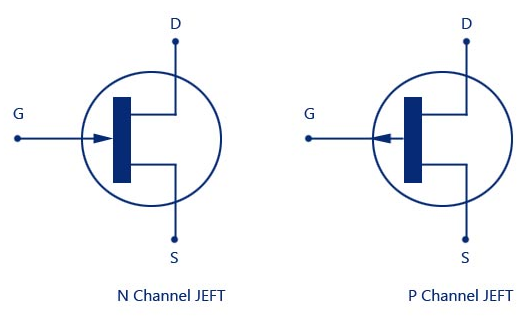 D D
G G
S S
N Channel JEFT P Channel JEFT